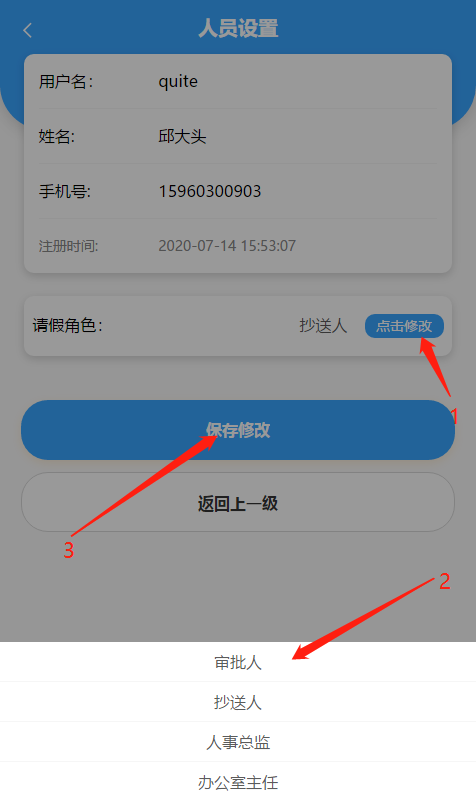 人员设置
用户名： quite
姓名: 邱大头
手机号: 15960300903
注册时间: 2020-07-14 15:53:07
请假角色： 抄送人 点击修改
1
保存修改
返回上一级
3
2
审批人
抄送人
人事总监
办公室主任